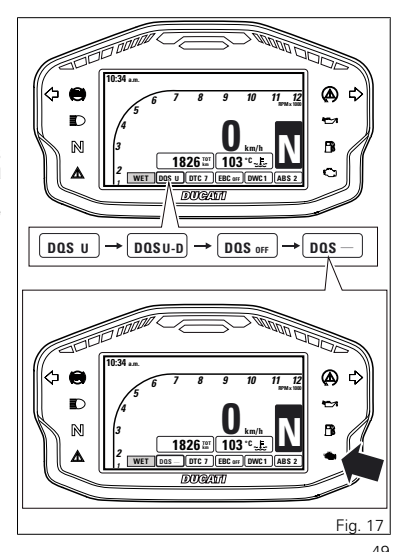 10:34 a.m.
6 7 8 9 10 11 12
RPM x 1000
5
4
3
2
1
0 km/h
N
N
1826 TOT km
103 °C
WET DQS U DTC 7 EBC OFF DWC 1 ABS 2
DUCATI
DQS U → DQS U-D → DQS OFF → DQS —
10:34 a.m.
6 7 8 9 10 11 12
RPM x 1000
5
4
3
2
1
0 km/h
N
N
1826 TOT km
103 °C
WET DQS — DTC 7 EBC OFF DWC 1 ABS 2
DUCATI
Fig. 17
49